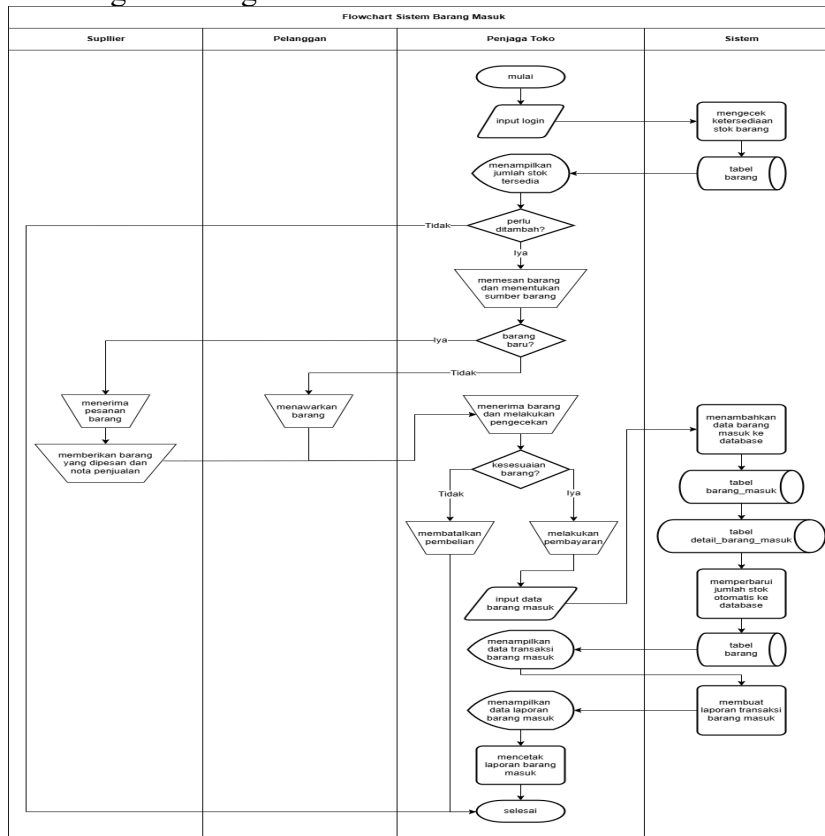 Flowchart Sistem Barang Masuk
Supllier
Pelanggan
Penjaga Toko
Sistem
mulai
input login
mengecek
ketersediaan
stok barang
menampilkan
jumlah stok
tersedia
tabel
barang
perlu
ditambah?
Tidak
Iya
memesan barang
dan menentukan
sumber barang
barang
baru?
Iya
Tidak
menerima
pesanan
barang
menawarkan
barang
menerima barang
dan melakukan
pengecekan
menambahkan
data barang
masuk ke
database
memberikan barang
yang dipesan dan
nota penjualan
kesesuaian
barang?
tabel
barang_masuk
Tidak
Iya
membatalkan
pembelian
melakukan
pembayaran
tabel
detail_barang_masuk
input data
barang masuk
memperbarui
jumlah stok
otomatis ke
database
menampilkan
data transaksi
barang masuk
tabel
barang
menampilkan
data laporan
barang masuk
membuat
laporan transaksi
barang masuk
mencetak
laporan barang
masuk
selesai